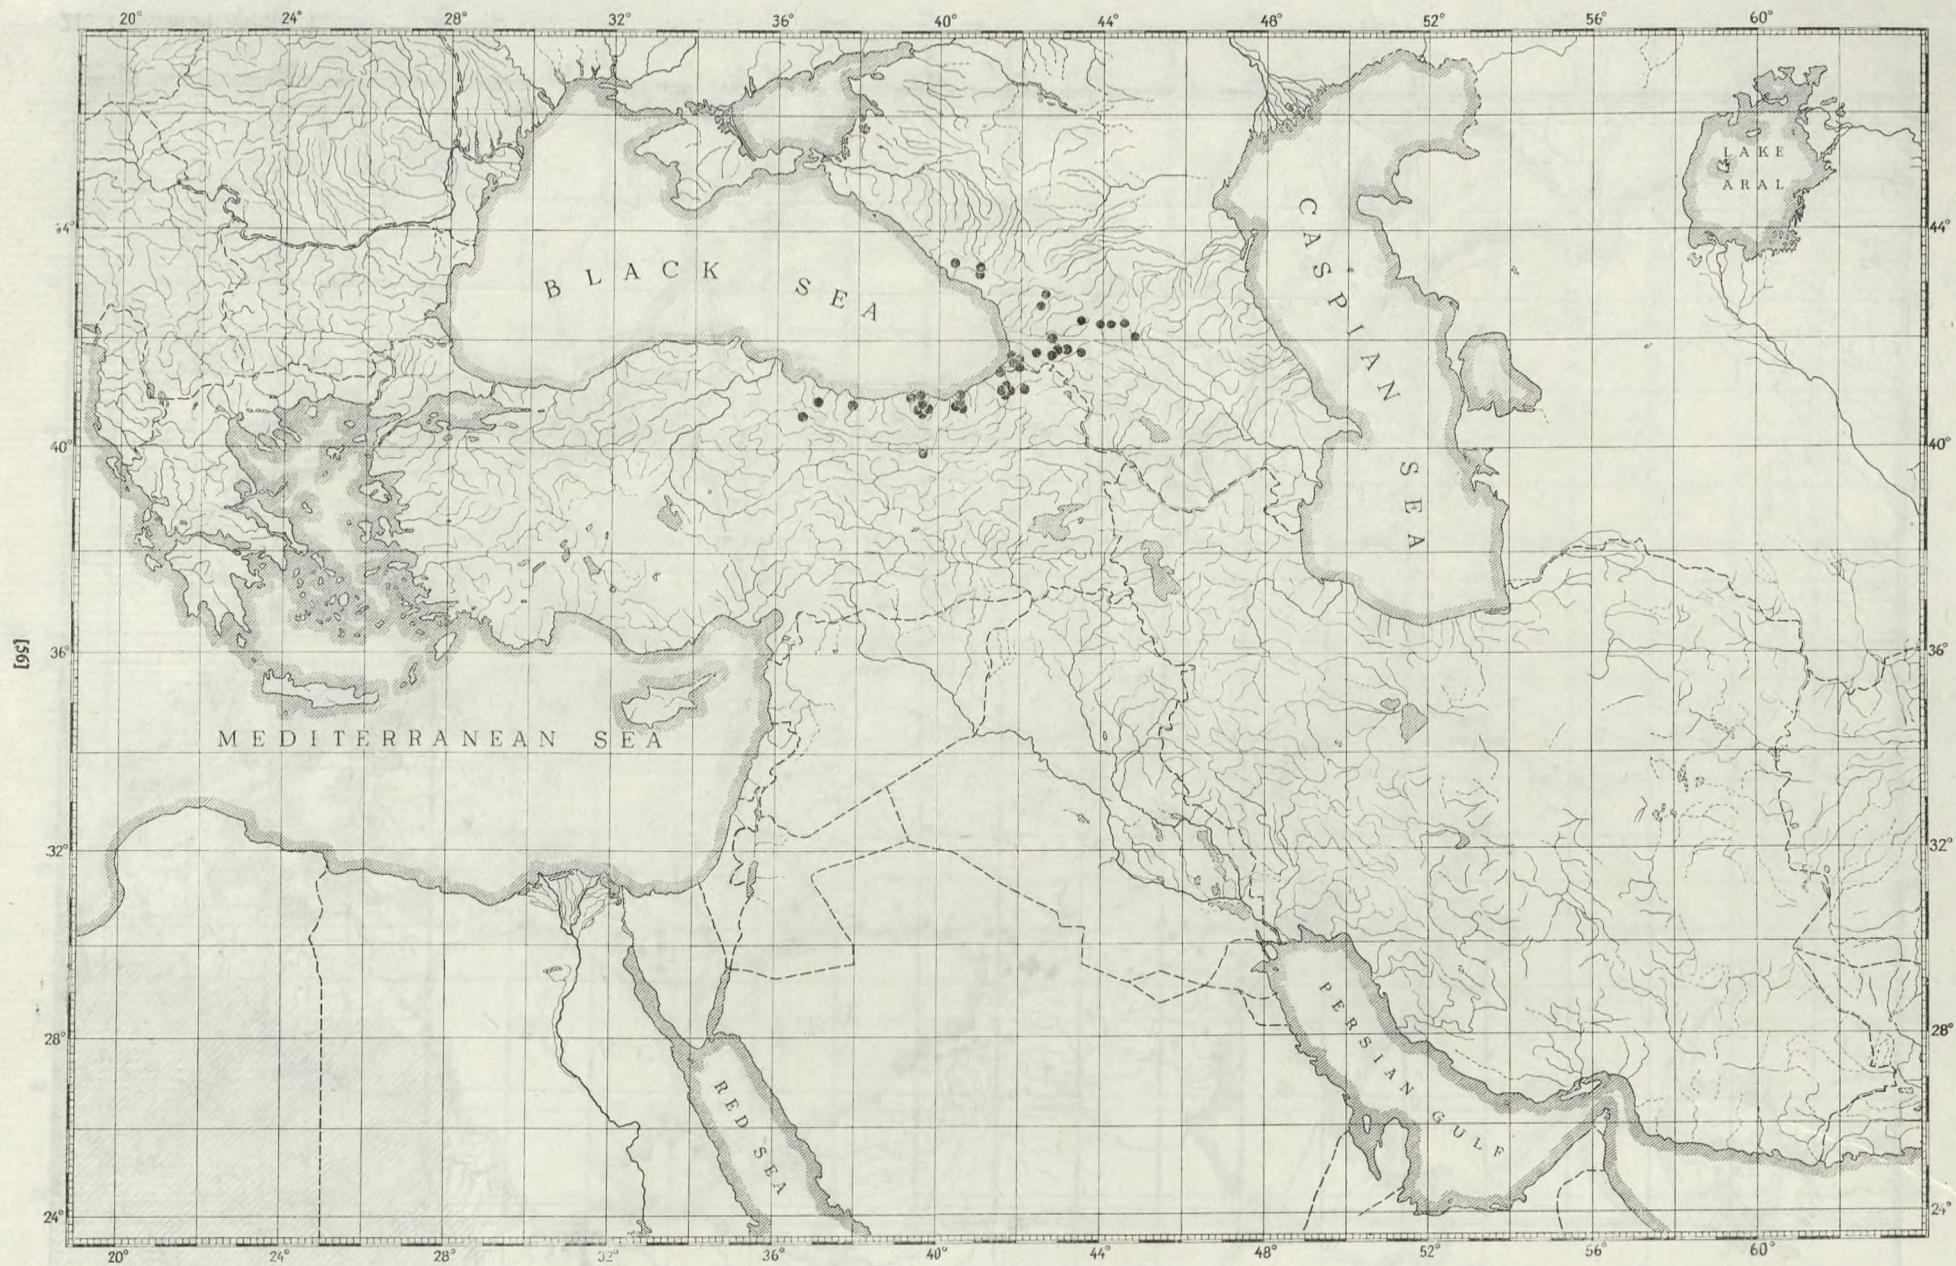 20° 24° 28° 32° 36° 40° 44° 48° 52° 56° 60°
LAKE
ARAL
44° 44°
BLACK SEA
CASPIAN SEA
40° 40°
[56]
36° 36°
MEDITERRANEAN SEA
32° 32°
PERSIAN GULF
28° 28°
RED SEA
24° 24°
20° 24° 28° 32° 36° 40° 44° 48° 52° 56° 60°